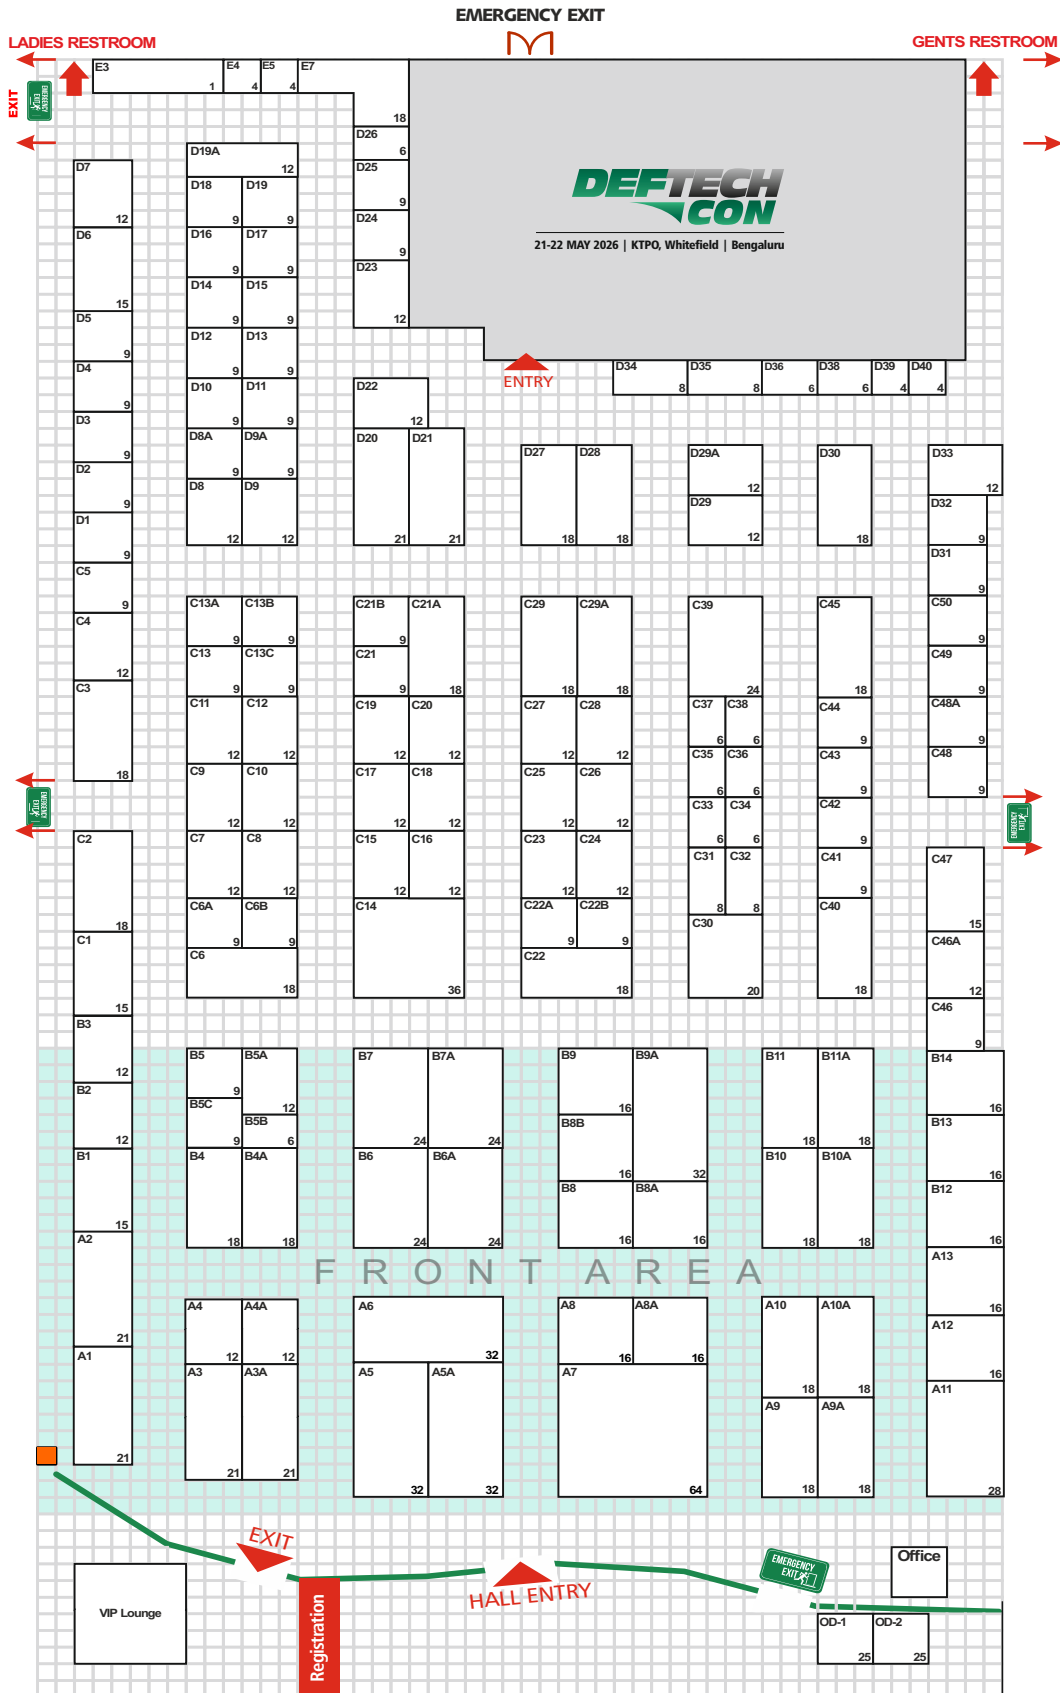 EMERGENCY EXIT
LADIES RESTROOM
GENTS RESTROOM
E3
1
E4
4
E5
4
E7
18
EXIT
EMERGENCY EXIT
D26
6
D25
9
D24
9
D23
12
DEFTECH
CON
21-22 MAY 2026 | KTPO, Whitefield | Bengaluru
ENTRY
D7
12
D6
15
D5
9
D4
9
D3
9
D2
9
D1
9
C5
9
C4
12
C3
18
D19A
12
D18
9
D19
9
D16
9
D17
9
D14
9
D15
9
D12
9
D13
9
D10
9
D11
9
D8A
9
D9A
9
D8
12
D9
12
D22
12
D20
21
D21
21
D34
8
D35
8
D36
6
D38
6
D39
4
D40
4
D27
18
D28
18
D29A
12
D29
12
D30
18
D33
12
D32
9
D31
9
C50
9
C49
9
C48A
9
C48
9
C13A
9
C13B
9
C13
9
C13C
9
C11
12
C12
12
C9
12
C10
12
C7
12
C8
12
C6A
9
C6B
9
C6
18
C21B
9
C21A
18
C21
9
C19
12
C20
12
C17
12
C18
12
C15
12
C16
12
C14
36
C29
18
C29A
18
C27
12
C28
12
C25
12
C26
12
C23
12
C24
12
C22A
9
C22B
9
C22
18
C39
24
C37
6
C38
6
C35
6
C36
6
C33
6
C34
6
C31
8
C32
8
C30
20
C45
18
C44
9
C43
9
C42
9
C41
9
C40
18
EMERGENCY EXIT
EMERGENCY EXIT
C47
15
C46A
12
C46
9
C2
18
C1
15
B3
12
B2
12
B1
15
A2
21
A1
21
B5
9
B5A
12
B5C
9
B5B
6
B4
18
B4A
18
B7
24
B7A
24
B6
24
B6A
24
B9
16
B9A
32
B8B
16
B8
16
B8A
16
B11
18
B11A
18
B10
18
B10A
18
B14
16
B13
16
B12
16
A13
16
A12
16
A11
28
FRONT AREA
A4
12
A4A
12
A3
21
A3A
21
A6
32
A5
32
A5A
32
A8
16
A8A
16
A7
64
A10
18
A10A
18
A9
18
A9A
18
EXIT
HALL ENTRY
EMERGENCY EXIT
Office
VIP Lounge
Registration
OD-1
25
OD-2
25